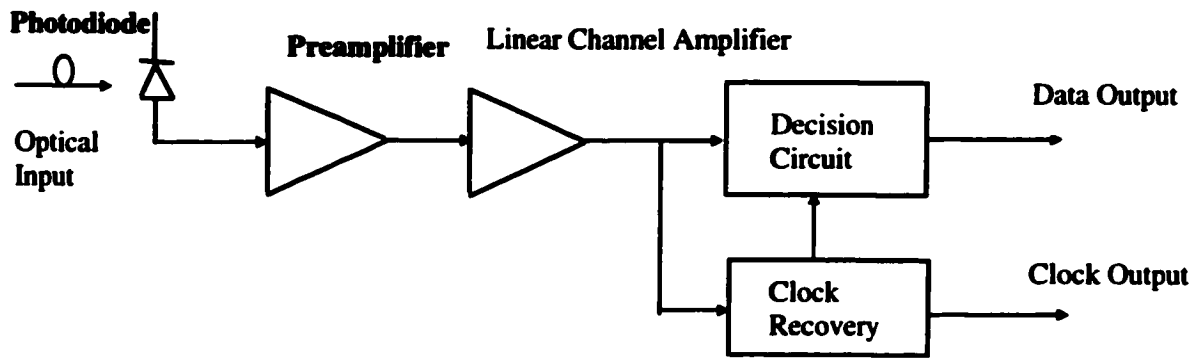 Photodiode
Preamplifier
Linear Channel Amplifier
Optical
Input
Decision
Circuit
Data Output
Clock
Recovery
Clock Output